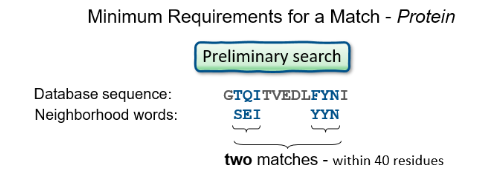 Minimum Requirements for a Match - Protein
Preliminary search
Database sequence: GTQITVEDLFYNI
Neighborhood words: SEI YYN
two matches - within 40 residues